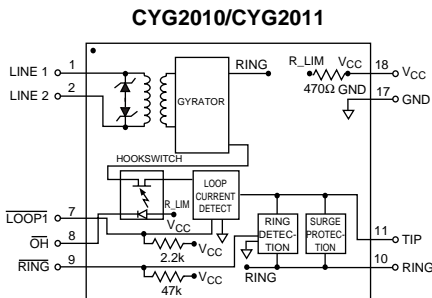 CYG2010/CYG2011
LINE 1 1
LINE 2 2
GYRATOR
RING
R_LIM VCC
470Ω
18 VCC
GND 17 GND
HOOKSWITCH
R_LIM
LOOP
CURRENT
DETECT
RING
DETEC-
TION
SURGE
PROTEC-
TION
LOOP1 7
VCC
11 TIP
OH 8
2.2k
VCC
RING 9
47k
VCC
RING
10 RING